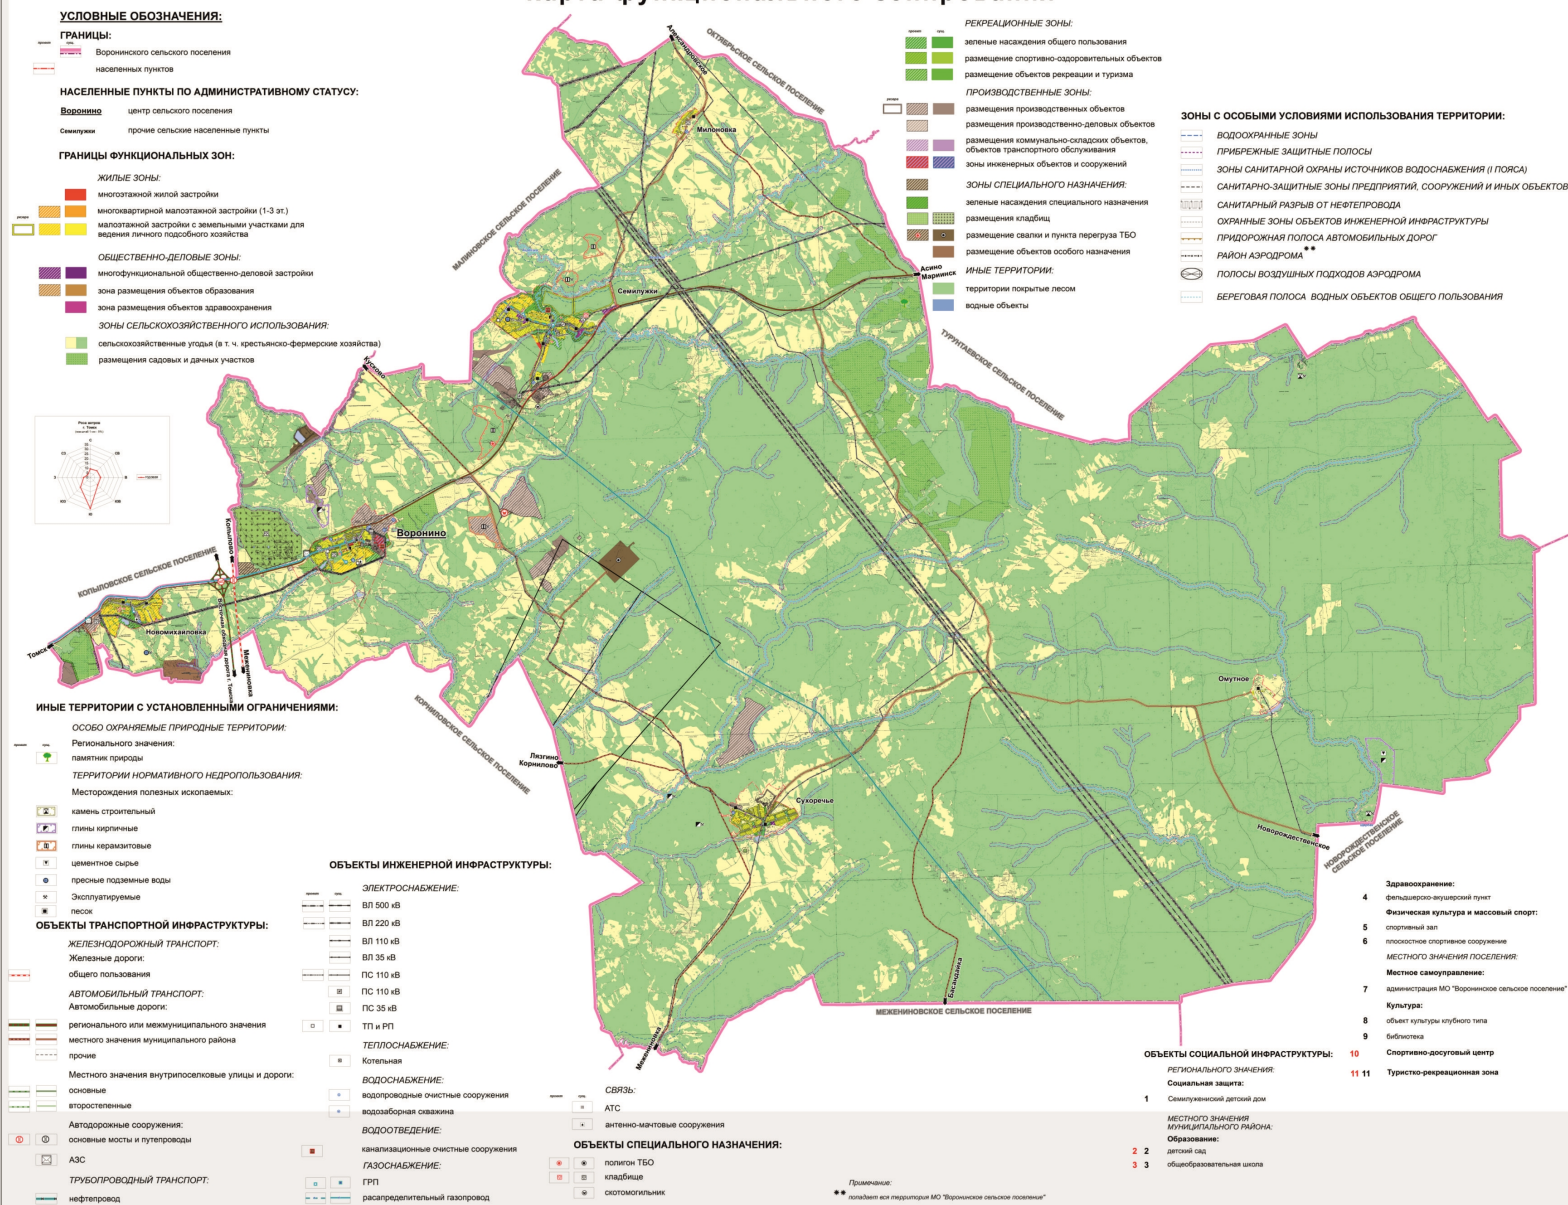 УСЛОВНЫЕ ОБОЗНАЧЕНИЯ:
ГРАНИЦЫ:
Воронинского сельского поселения
населенных пунктов
НАСЕЛЕННЫЕ ПУНКТЫ ПО АДМИНИСТРАТИВНОМУ СТАТУСУ:
Воронино центр сельского поселения
Семилужки прочие сельские населенные пункты
ГРАНИЦЫ ФУНКЦИОНАЛЬНЫХ ЗОН:
ЖИЛЫЕ ЗОНЫ:
многоэтажной жилой застройки
многоквартирной малоэтажной застройки (1-3 эт.)
малоэтажной застройки с земельными участками для
ведения личного подсобного хозяйства
ОБЩЕСТВЕННО-ДЕЛОВЫЕ ЗОНЫ:
многофункциональной общественно-деловой застройки
зона размещения объектов образования
зона размещения объектов здравоохранения
ЗОНЫ СЕЛЬСКОХОЗЯЙСТВЕННОГО ИСПОЛЬЗОВАНИЯ:
сельскохозяйственные угодья (в т. ч. крестьянско-фермерские хозяйства)
размещения садовых и дачных участков
РЕКРЕАЦИОННЫЕ ЗОНЫ:
зеленые насаждения общего пользования
размещение спортивно-оздоровительных объектов
размещение объектов рекреации и туризма
ПРОИЗВОДСТВЕННЫЕ ЗОНЫ:
размещения производственных объектов
размещения производственно-деловых объектов
размещения коммунально-складских объектов,
объектов транспортного обслуживания
зоны инженерных объектов и сооружений
ЗОНЫ СПЕЦИАЛЬНОГО НАЗНАЧЕНИЯ:
зеленые насаждения специального назначения
размещения кладбищ
размещение свалки и пункта перегруза ТБО
размещение объектов особого назначения
ИНЫЕ ТЕРРИТОРИИ:
территории покрытые лесом
водные объекты
ЗОНЫ С ОСОБЫМИ УСЛОВИЯМИ ИСПОЛЬЗОВАНИЯ ТЕРРИТОРИИ:
ВОДООХРАННЫЕ ЗОНЫ
ПРИБРЕЖНЫЕ ЗАЩИТНЫЕ ПОЛОСЫ
ЗОНЫ САНИТАРНОЙ ОХРАНЫ ИСТОЧНИКОВ ВОДОСНАБЖЕНИЯ (I ПОЯСА)
САНИТАРНО-ЗАЩИТНЫЕ ЗОНЫ ПРЕДПРИЯТИЙ, СООРУЖЕНИЙ И ИНЫХ ОБЪЕКТОВ
САНИТАРНЫЙ РАЗРЫВ ОТ НЕФТЕПРОВОДА
ОХРАННЫЕ ЗОНЫ ОБЪЕКТОВ ИНЖЕНЕРНОЙ ИНФРАСТРУКТУРЫ
ПРИДОРОЖНАЯ ПОЛОСА АВТОМОБИЛЬНЫХ ДОРОГ
РАЙОН АЭРОДРОМА **
ПОЛОСЫ ВОЗДУШНЫХ ПОДХОДОВ АЭРОДРОМА
БЕРЕГОВАЯ ПОЛОСА ВОДНЫХ ОБЪЕКТОВ ОБЩЕГО ПОЛЬЗОВАНИЯ
Александровское
ОКТЯБРЬСКОЕ СЕЛЬСКОЕ ПОСЕЛЕНИЕ
Милоновка
МАЛИНОВСКОЕ СЕЛЬСКОЕ ПОСЕЛЕНИЕ
Асино
Мариинск
Семилужки
ТУРУНТАЕВСКОЕ СЕЛЬСКОЕ ПОСЕЛЕНИЕ
Кусково
Роза ветров
г. Томск
Воронино
Копылово
КОПЫЛОВСКОЕ СЕЛЬСКОЕ ПОСЕЛЕНИЕ
Новомихайловка
Томск
Восточная обводная дорога г. Томска
Межениновка
КОРНИЛОВСКОЕ СЕЛЬСКОЕ ПОСЕЛЕНИЕ
Омутное
Лязгино
Корнилово
Сухоречье
Новорождественское
НОВОРОЖДЕСТВЕНСКОЕ
СЕЛЬСКОЕ ПОСЕЛЕНИЕ
Басандайка
МЕЖЕНИНОВСКОЕ СЕЛЬСКОЕ ПОСЕЛЕНИЕ
Межениновка
ИНЫЕ ТЕРРИТОРИИ С УСТАНОВЛЕННЫМИ ОГРАНИЧЕНИЯМИ:
ОСОБО ОХРАНЯЕМЫЕ ПРИРОДНЫЕ ТЕРРИТОРИИ:
Регионального значения:
памятник природы
ТЕРРИТОРИИ НОРМАТИВНОГО НЕДРОПОЛЬЗОВАНИЯ:
Месторождения полезных ископаемых:
камень строительный
глины кирпичные
глины керамзитовые
цементное сырье
пресные подземные воды
Эксплуатируемые
песок
ОБЪЕКТЫ ТРАНСПОРТНОЙ ИНФРАСТРУКТУРЫ:
ЖЕЛЕЗНОДОРОЖНЫЙ ТРАНСПОРТ:
Железные дороги:
общего пользования
АВТОМОБИЛЬНЫЙ ТРАНСПОРТ:
Автомобильные дороги:
регионального или межмуниципального значения
местного значения муниципального района
прочие
Местного значения внутрипоселковые улицы и дороги:
основные
второстепенные
Автодорожные сооружения:
основные мосты и путепроводы
АЗС
ТРУБОПРОВОДНЫЙ ТРАНСПОРТ:
нефтепровод
ОБЪЕКТЫ ИНЖЕНЕРНОЙ ИНФРАСТРУКТУРЫ:
ЭЛЕКТРОСНАБЖЕНИЕ:
ВЛ 500 кВ
ВЛ 220 кВ
ВЛ 110 кВ
ВЛ 35 кВ
ПС 110 кВ
ПС 110 кВ
ПС 35 кВ
ТП и РП
ТЕПЛОСНАБЖЕНИЕ:
Котельная
ВОДОСНАБЖЕНИЕ:
водопроводные очистные сооружения
водозаборная скважина
ВОДООТВЕДЕНИЕ:
канализационные очистные сооружения
ГАЗОСНАБЖЕНИЕ:
ГРП
расапределительный газопровод
СВЯЗЬ:
АТС
антенно-мачтовые сооружения
ОБЪЕКТЫ СПЕЦИАЛЬНОГО НАЗНАЧЕНИЯ:
полигон ТБО
кладбище
скотомогильник
Примечание:
** попадает вся территория МО "Воронинское сельское поселение"
ОБЪЕКТЫ СОЦИАЛЬНОЙ ИНФРАСТРУКТУРЫ:
РЕГИОНАЛЬНОГО ЗНАЧЕНИЯ:
Социальная защита:
1 Семилуженский детский дом
МЕСТНОГО ЗНАЧЕНИЯ
МУНИЦИПАЛЬНОГО РАЙОНА:
Образование:
2 2 детский сад
3 3 общеобразовательная школа
Здравоохранение:
4 фельдшерско-акушерский пункт
Физическая культура и массовый спорт:
5 спортивный зал
6 плоскостное спортивное сооружение
МЕСТНОГО ЗНАЧЕНИЯ ПОСЕЛЕНИЯ:
Местное самоуправление:
7 администрация МО "Воронинское сельское поселение"
Культура:
8 объект культуры клубного типа
9 библиотека
10 Спортивно-досуговый центр
11 11 Туристко-рекреационная зона